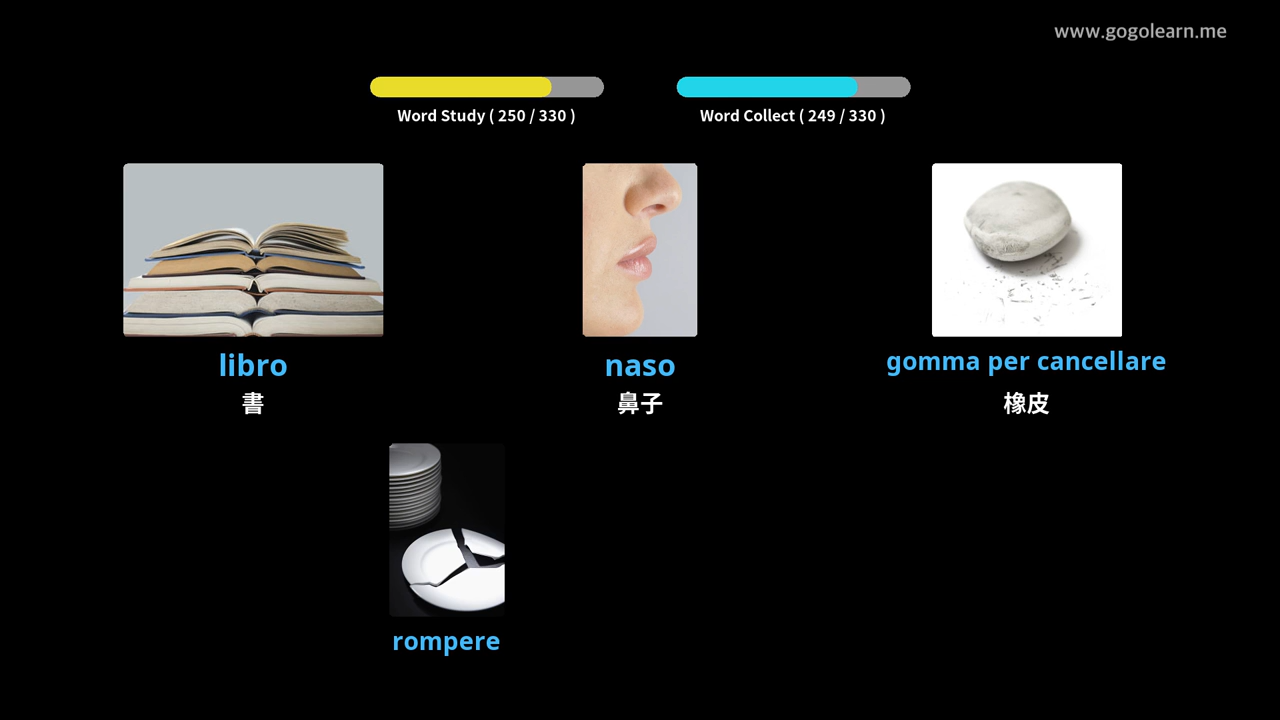 www.gogolearn.me
Word Study ( 250 / 330 )
Word Collect ( 249 / 330 )
libro
naso
gomma per cancellare
書
鼻子
橡皮
rompere